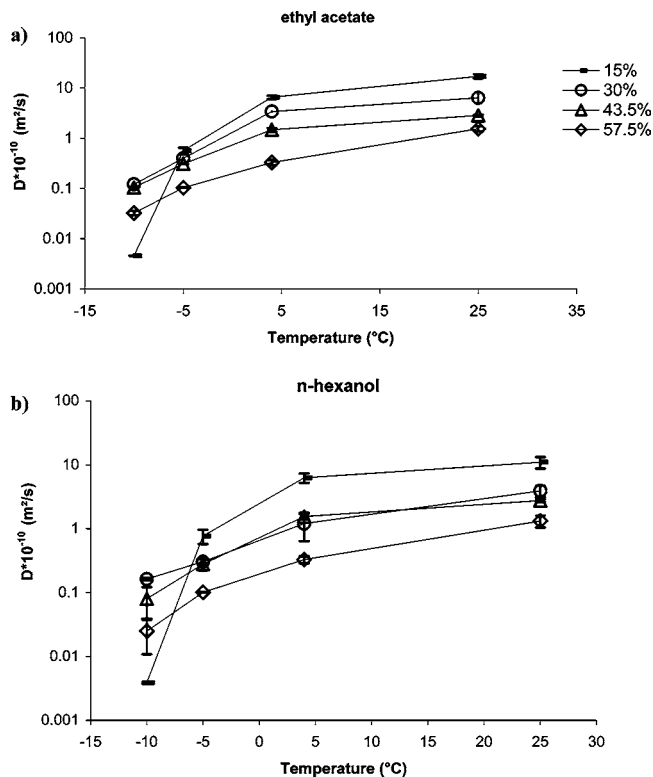 ethyl acetate
a)
100
10
1
0.1
0.01
0.001
D*10⁻¹⁰ (m²/s)
-15 -5 5 15 25 35
Temperature (°C)
15%
30%
43.5%
57.5%
n-hexanol
b)
100
10
1
0.1
0.01
0.001
D*10⁻¹⁰ (m²/s)
-15 -10 -5 0 5 10 15 20 25 30
Temperature (°C)